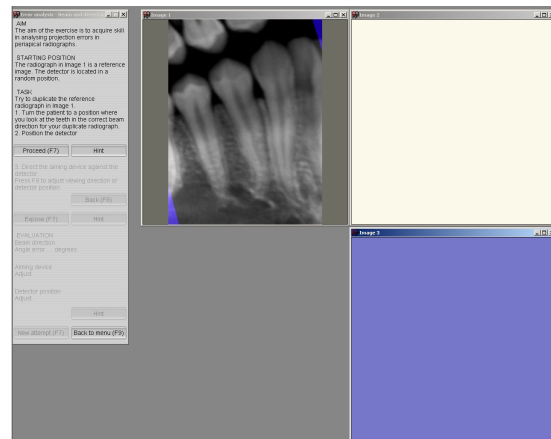 Error analysis - Beam and detector
AIM
The aim of the exercise is to acquire skill
in analysing projection errors in
periapical radiographs.
STARTING POSITION
The radiograph in image 1 is a reference
image. The detector is located in a
random position.
TASK
Try to duplicate the reference
radiograph in image 1.
1. Turn the patient to a position where
you look at the teeth in the correct beam
direction for your duplicate radiograph.
2. Position the detector
Proceed (F7) Hint
3. Direct the aiming device against the
detector.
Press F8 to adjust viewing direction or
detector position
Back (F8)
Expose (F7) Hint
EVALUATION
Beam direction
Angle error ... degrees
Aiming device
Adjust
Detector position
Adjust
Hint
New attempt (F7) Back to menu (F9)
Image 1
Image 2
Image 3